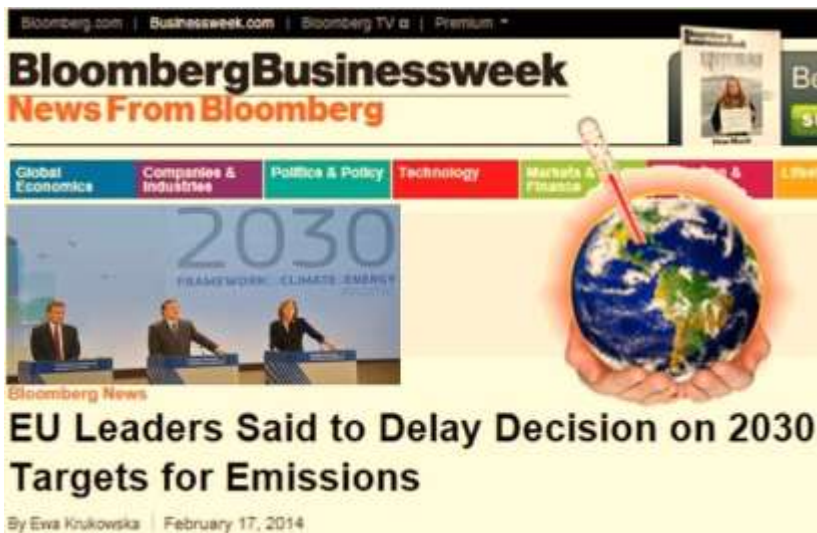 Bloomberg.com | Businessweek.com | Bloomberg TV | Premium
BloombergBusinessweek
News From Bloomberg
Global Economics
Companies & Industries
Politics & Policy
Technology
Markets & Finance
&
2030
FRAMEWORK CLIMATE ENERGY
Bloomberg News
EU Leaders Said to Delay Decision on 2030
Targets for Emissions
By Ewa Krukowska | February 17, 2014